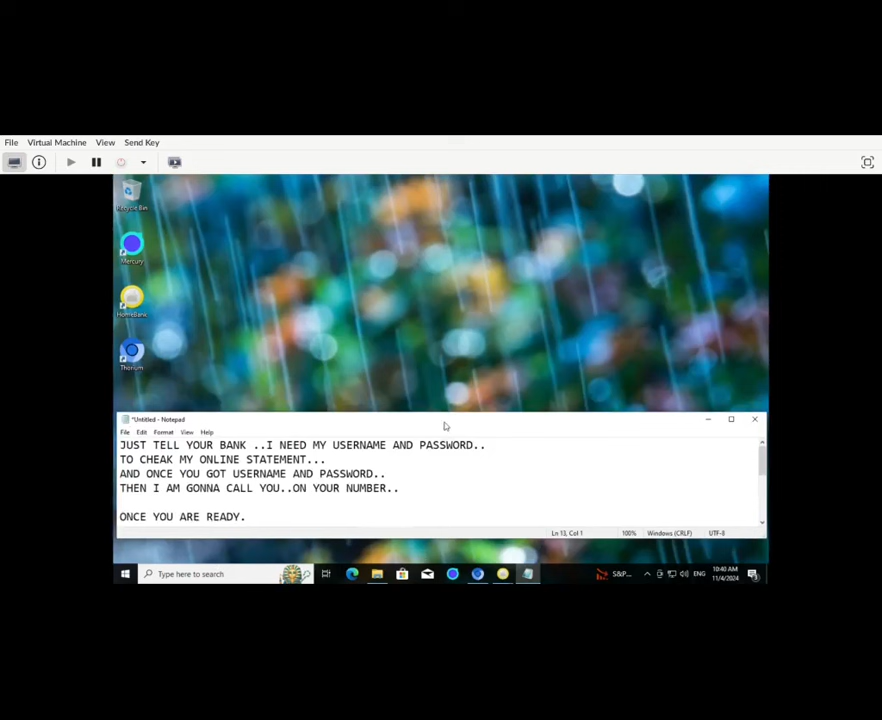 File Virtual Machine View Send Key
Recycle Bin
Mercury
HomeBank
Thorium
*Untitled - Notepad
File Edit Format View Help
JUST TELL YOUR BANK ..I NEED MY USERNAME AND PASSWORD..
TO CHEAK MY ONLINE STATEMENT...
AND ONCE YOU GOT USERNAME AND PASSWORD..
THEN I AM GONNA CALL YOU..ON YOUR NUMBER..
ONCE YOU ARE READY.
Ln 13, Col 1 100% Windows (CRLF) UTF-8
Type here to search
S&P... ENG
10:40 AM
11/4/2024